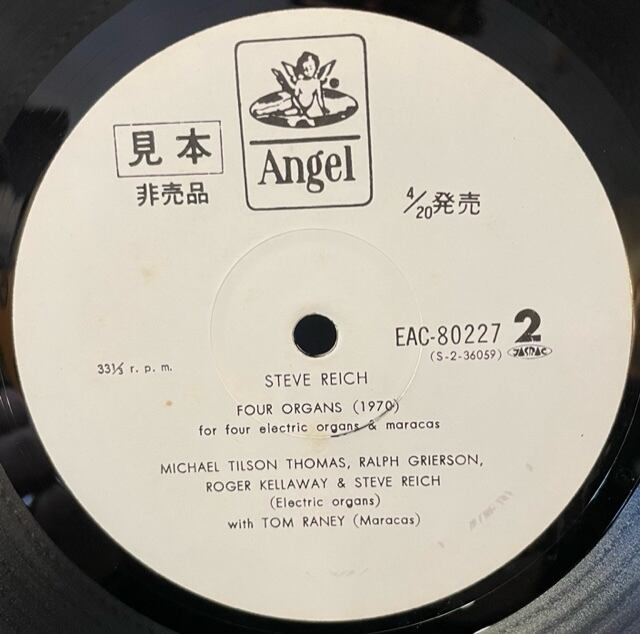 Angel
見本
非売品
4/20発売
EAC-80227 2
(S-2-36059) JASRAC
33⅓ r. p. m.
STEVE REICH
FOUR ORGANS (1970)
for four electric organs & maracas
MICHAEL TILSON THOMAS, RALPH GRIERSON,
ROGER KELLAWAY & STEVE REICH
(Electric organs)
with TOM RANEY (Maracas)